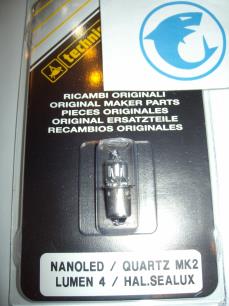 technis
RICAMBI ORIGINALI
ORIGINAL MAKER PARTS
PIECES ORIGINALES
ORIGINAL ERSATZTEILE
RECAMBIOS ORIGINALES
NANOLED / QUARTZ MK2
LUMEN 4 / HAL.SEALUX